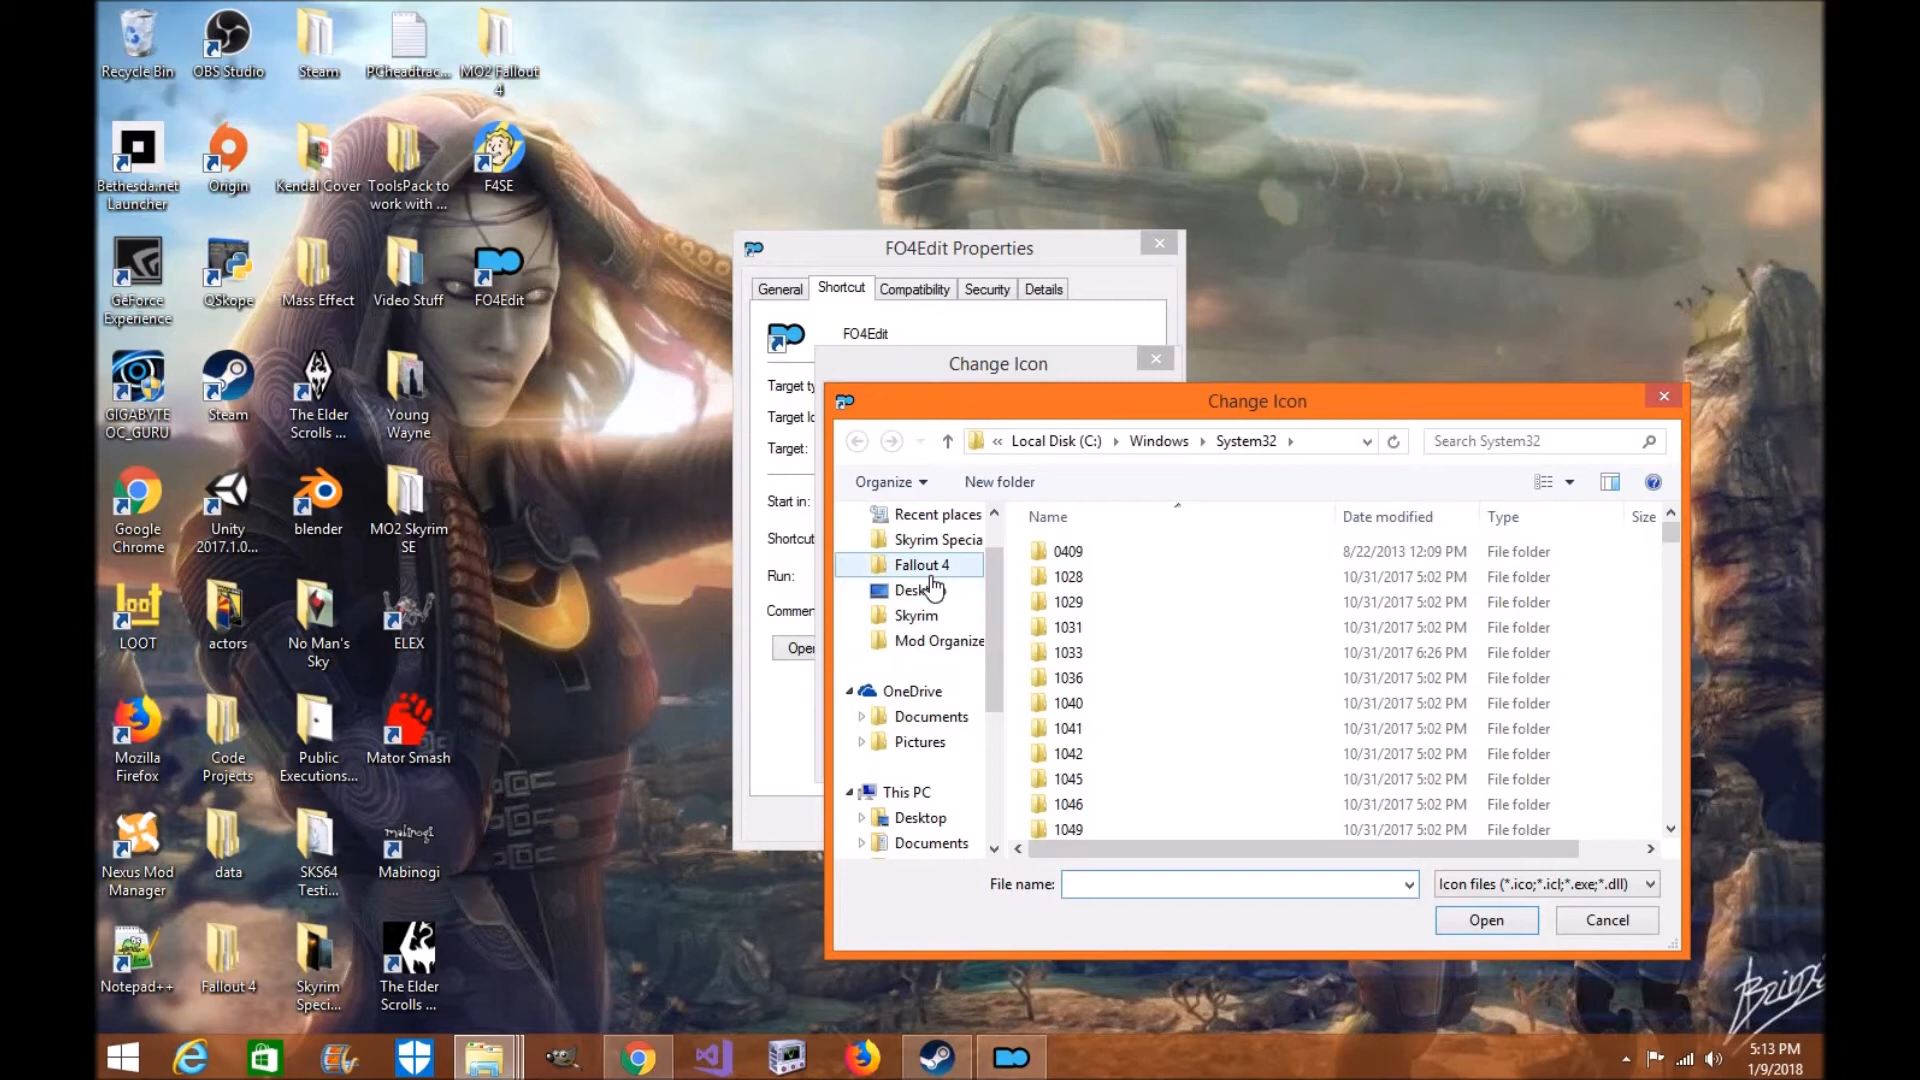 Recycle Bin
OBS Studio
Steam
PCheadtrac...
MO2 Fallout
4
Bethesda.net
Launcher
Origin
Kendal Cover
ToolsPack to
work with ...
F4SE
GeForce
Experience
QSkope
Mass Effect
Video Stuff
FO4Edit
GIGABYTE
OC_GURU
Steam
The Elder
Scrolls ...
Young
Wayne
Google
Chrome
Unity
2017.1.0...
blender
MO2 Skyrim
SE
loot
LOOT
actors
No Man's
Sky
ELEX
Mozilla
Firefox
Code
Projects
Public
Executions...
Mator Smash
Nexus Mod
Manager
data
SKS64
Testi...
mabinogi
Mabinogi
Notepad++
Fallout 4
Skyrim
Speci...
The Elder
Scrolls ...
FO4Edit Properties
General
Shortcut
Compatibility
Security
Details
FO4Edit
Target ty
Target lo
Target:
Start in:
Shortcut
Run:
Commen
Open
Change Icon
Change Icon
« Local Disk (C:)
Windows
System32
Search System32
Organize
New folder
Recent places
Skyrim Specia
Fallout 4
Desk
Skyrim
Mod Organize
OneDrive
Documents
Pictures
This PC
Desktop
Documents
Name Date modified Type Size
0409 8/22/2013 12:09 PM File folder
1028 10/31/2017 5:02 PM File folder
1029 10/31/2017 5:02 PM File folder
1031 10/31/2017 5:02 PM File folder
1033 10/31/2017 6:26 PM File folder
1036 10/31/2017 5:02 PM File folder
1040 10/31/2017 5:02 PM File folder
1041 10/31/2017 5:02 PM File folder
1042 10/31/2017 5:02 PM File folder
1045 10/31/2017 5:02 PM File folder
1046 10/31/2017 5:02 PM File folder
1049 10/31/2017 5:02 PM File folder
File name:
Icon files (*.ico;*.icl;*.exe;*.dll)
Open
Cancel
5:13 PM
1/9/2018